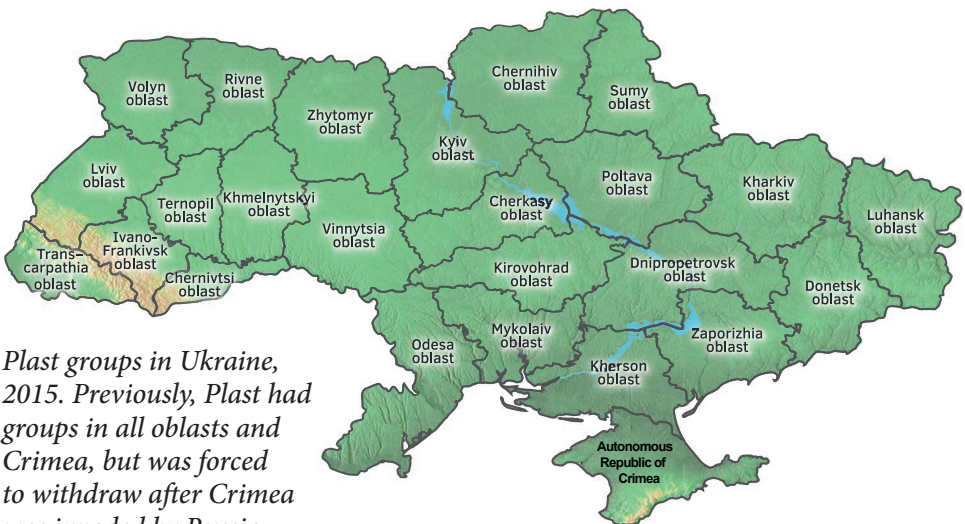 Volyn
oblast
Rivne
oblast
Zhytomyr
oblast
Kyiv
oblast
Chernihiv
oblast
Sumy
oblast
Lviv
oblast
Ternopil
oblast
Khmelnytskyi
oblast
Vinnytsia
oblast
Cherkasy
oblast
Poltava
oblast
Kharkiv
oblast
Luhansk
oblast
Trans-
carpathia
oblast
Ivano-
Frankivsk
oblast
Chernivtsi
oblast
Kirovohrad
oblast
Dnipropetrovsk
oblast
Donetsk
oblast
Odesa
oblast
Mykolaiv
oblast
Kherson
oblast
Zaporizhia
oblast
Autonomous
Republic of
Crimea
Plast groups in Ukraine,
2015. Previously, Plast had
groups in all oblasts and
Crimea, but was forced
to withdraw after Crimea